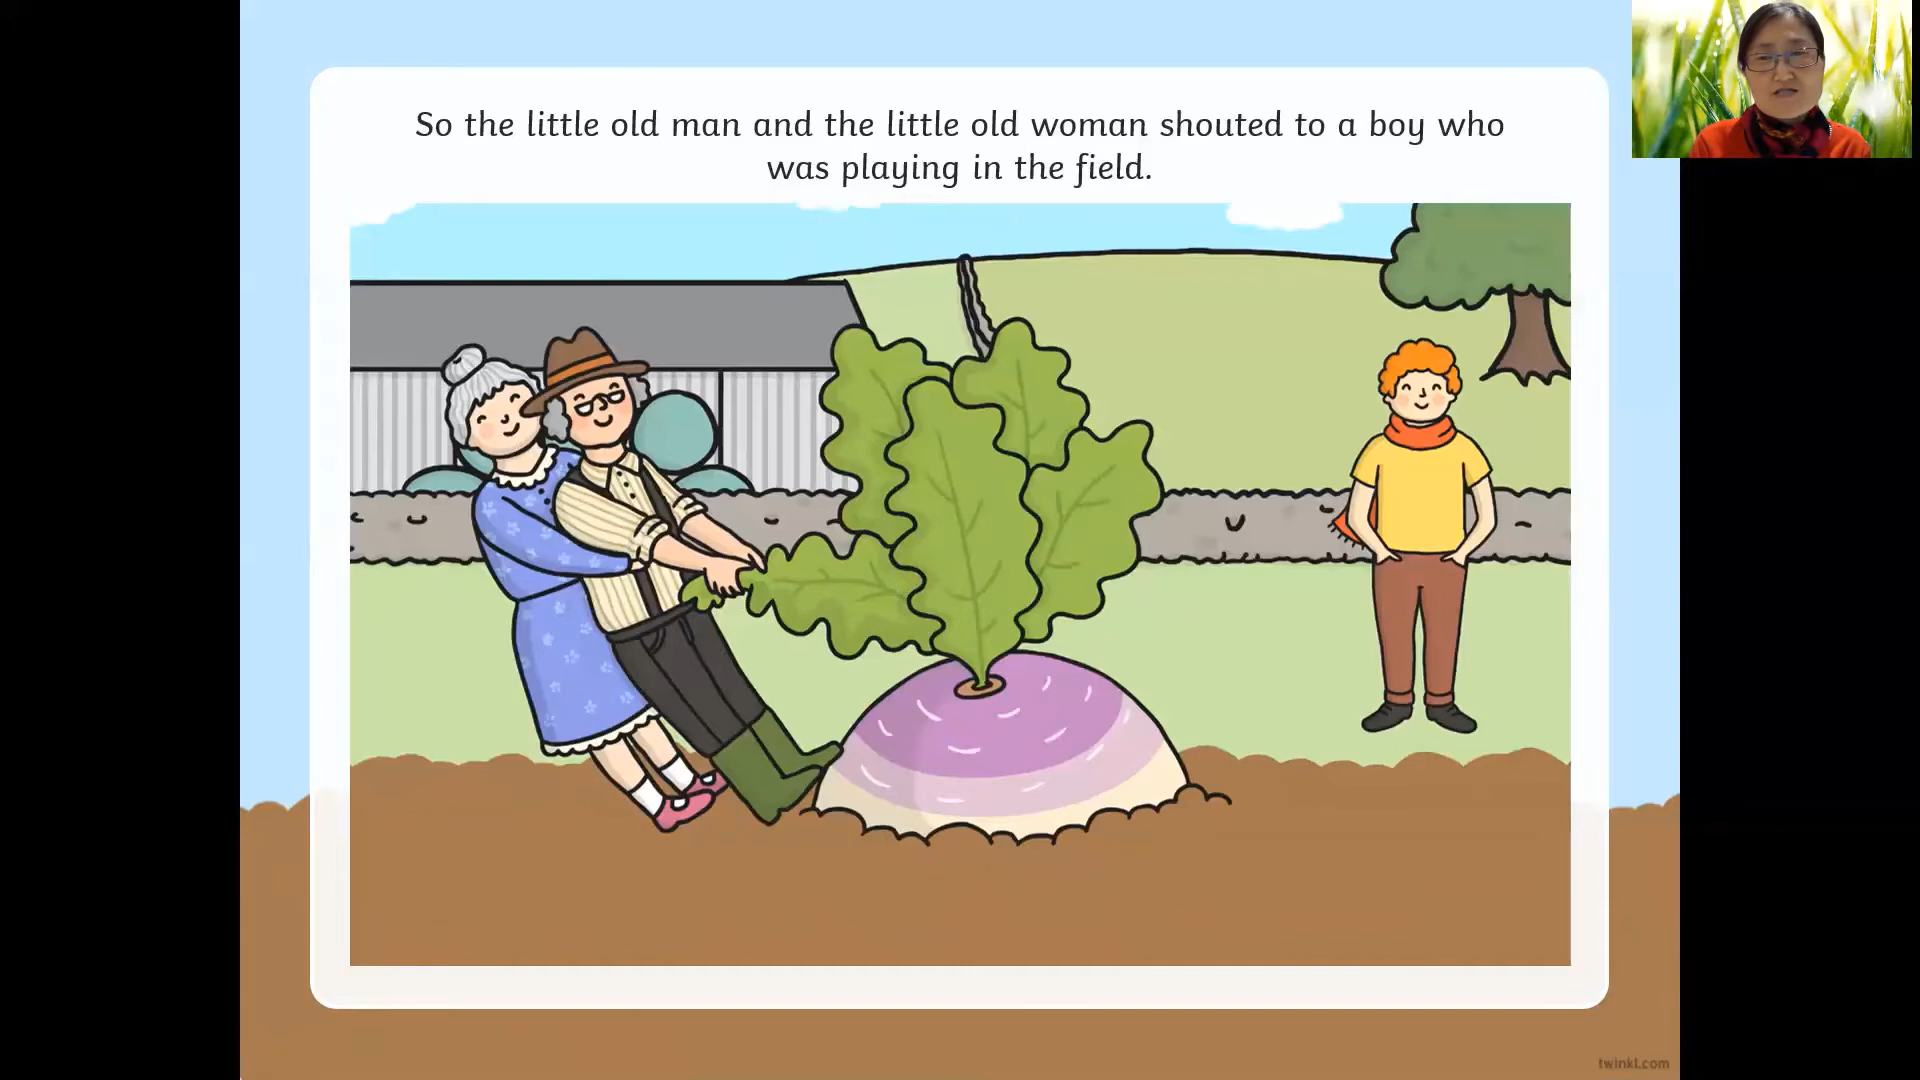 So the little old man and the little old woman shouted to a boy who
was playing in the field.
twinkl.com